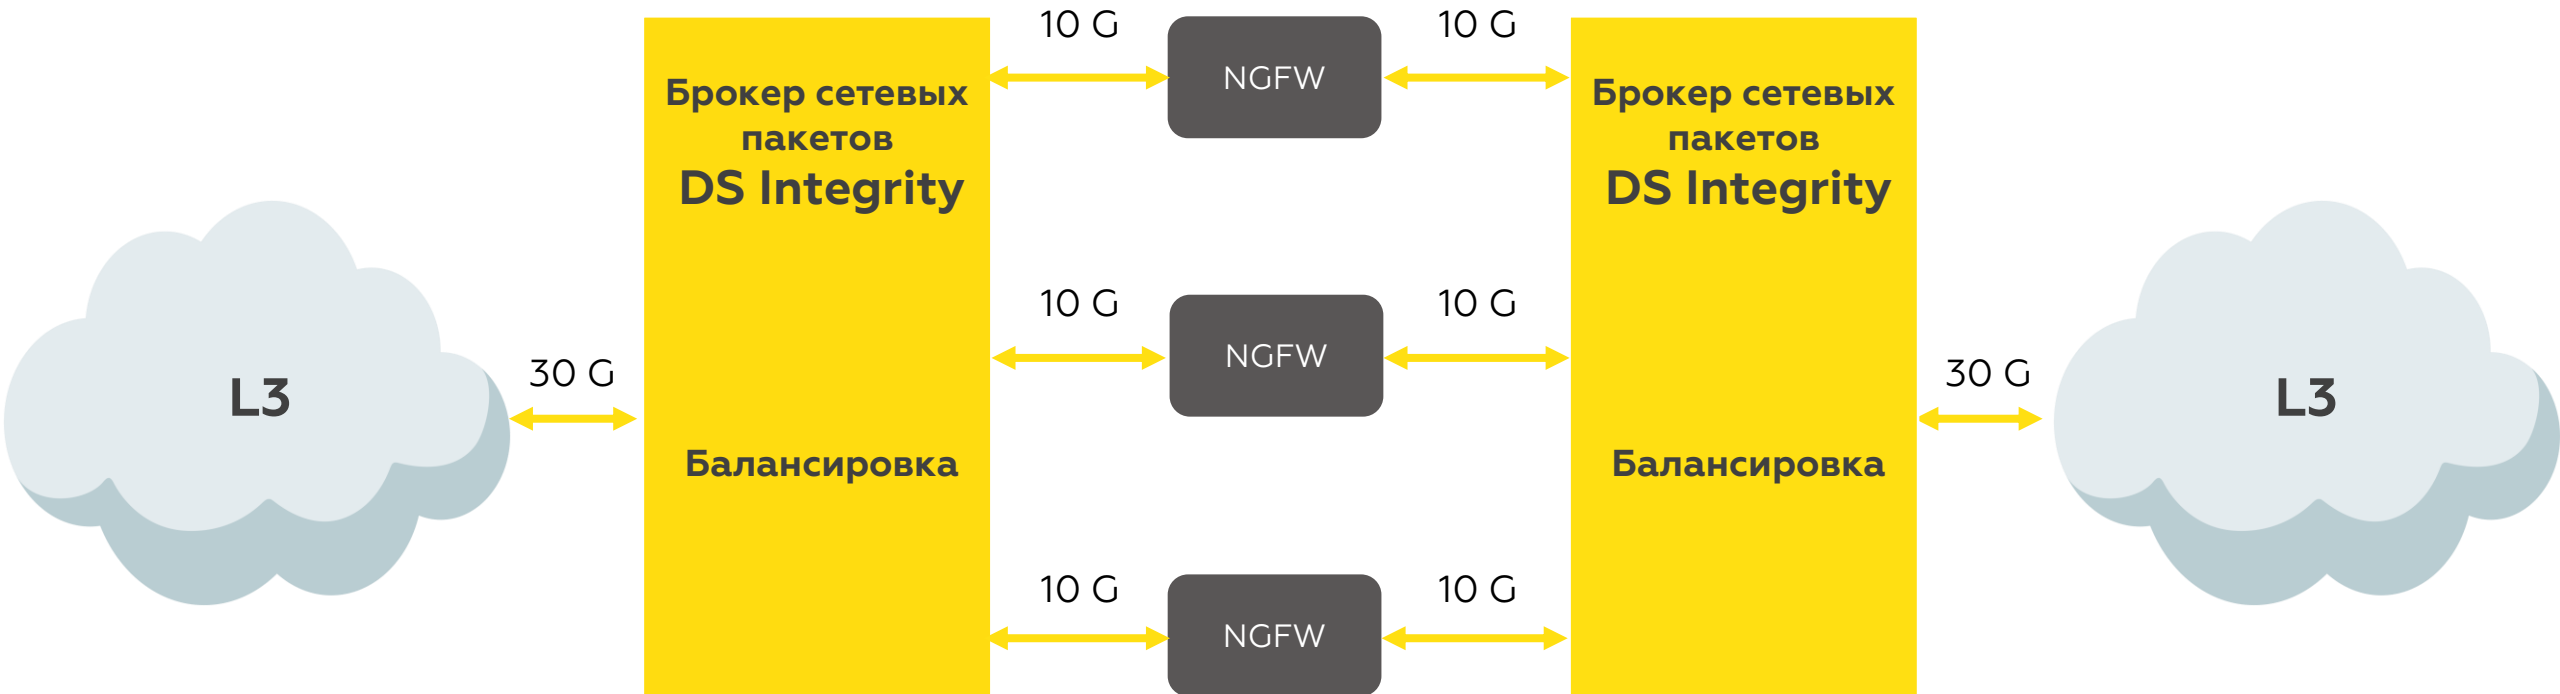 10 G
10 G
NGFW
Брокер сетевых
пакетов
DS Integrity
Брокер сетевых
пакетов
DS Integrity
10 G
10 G
NGFW
L3
30 G
30 G
L3
Балансировка
Балансировка
10 G
10 G
NGFW